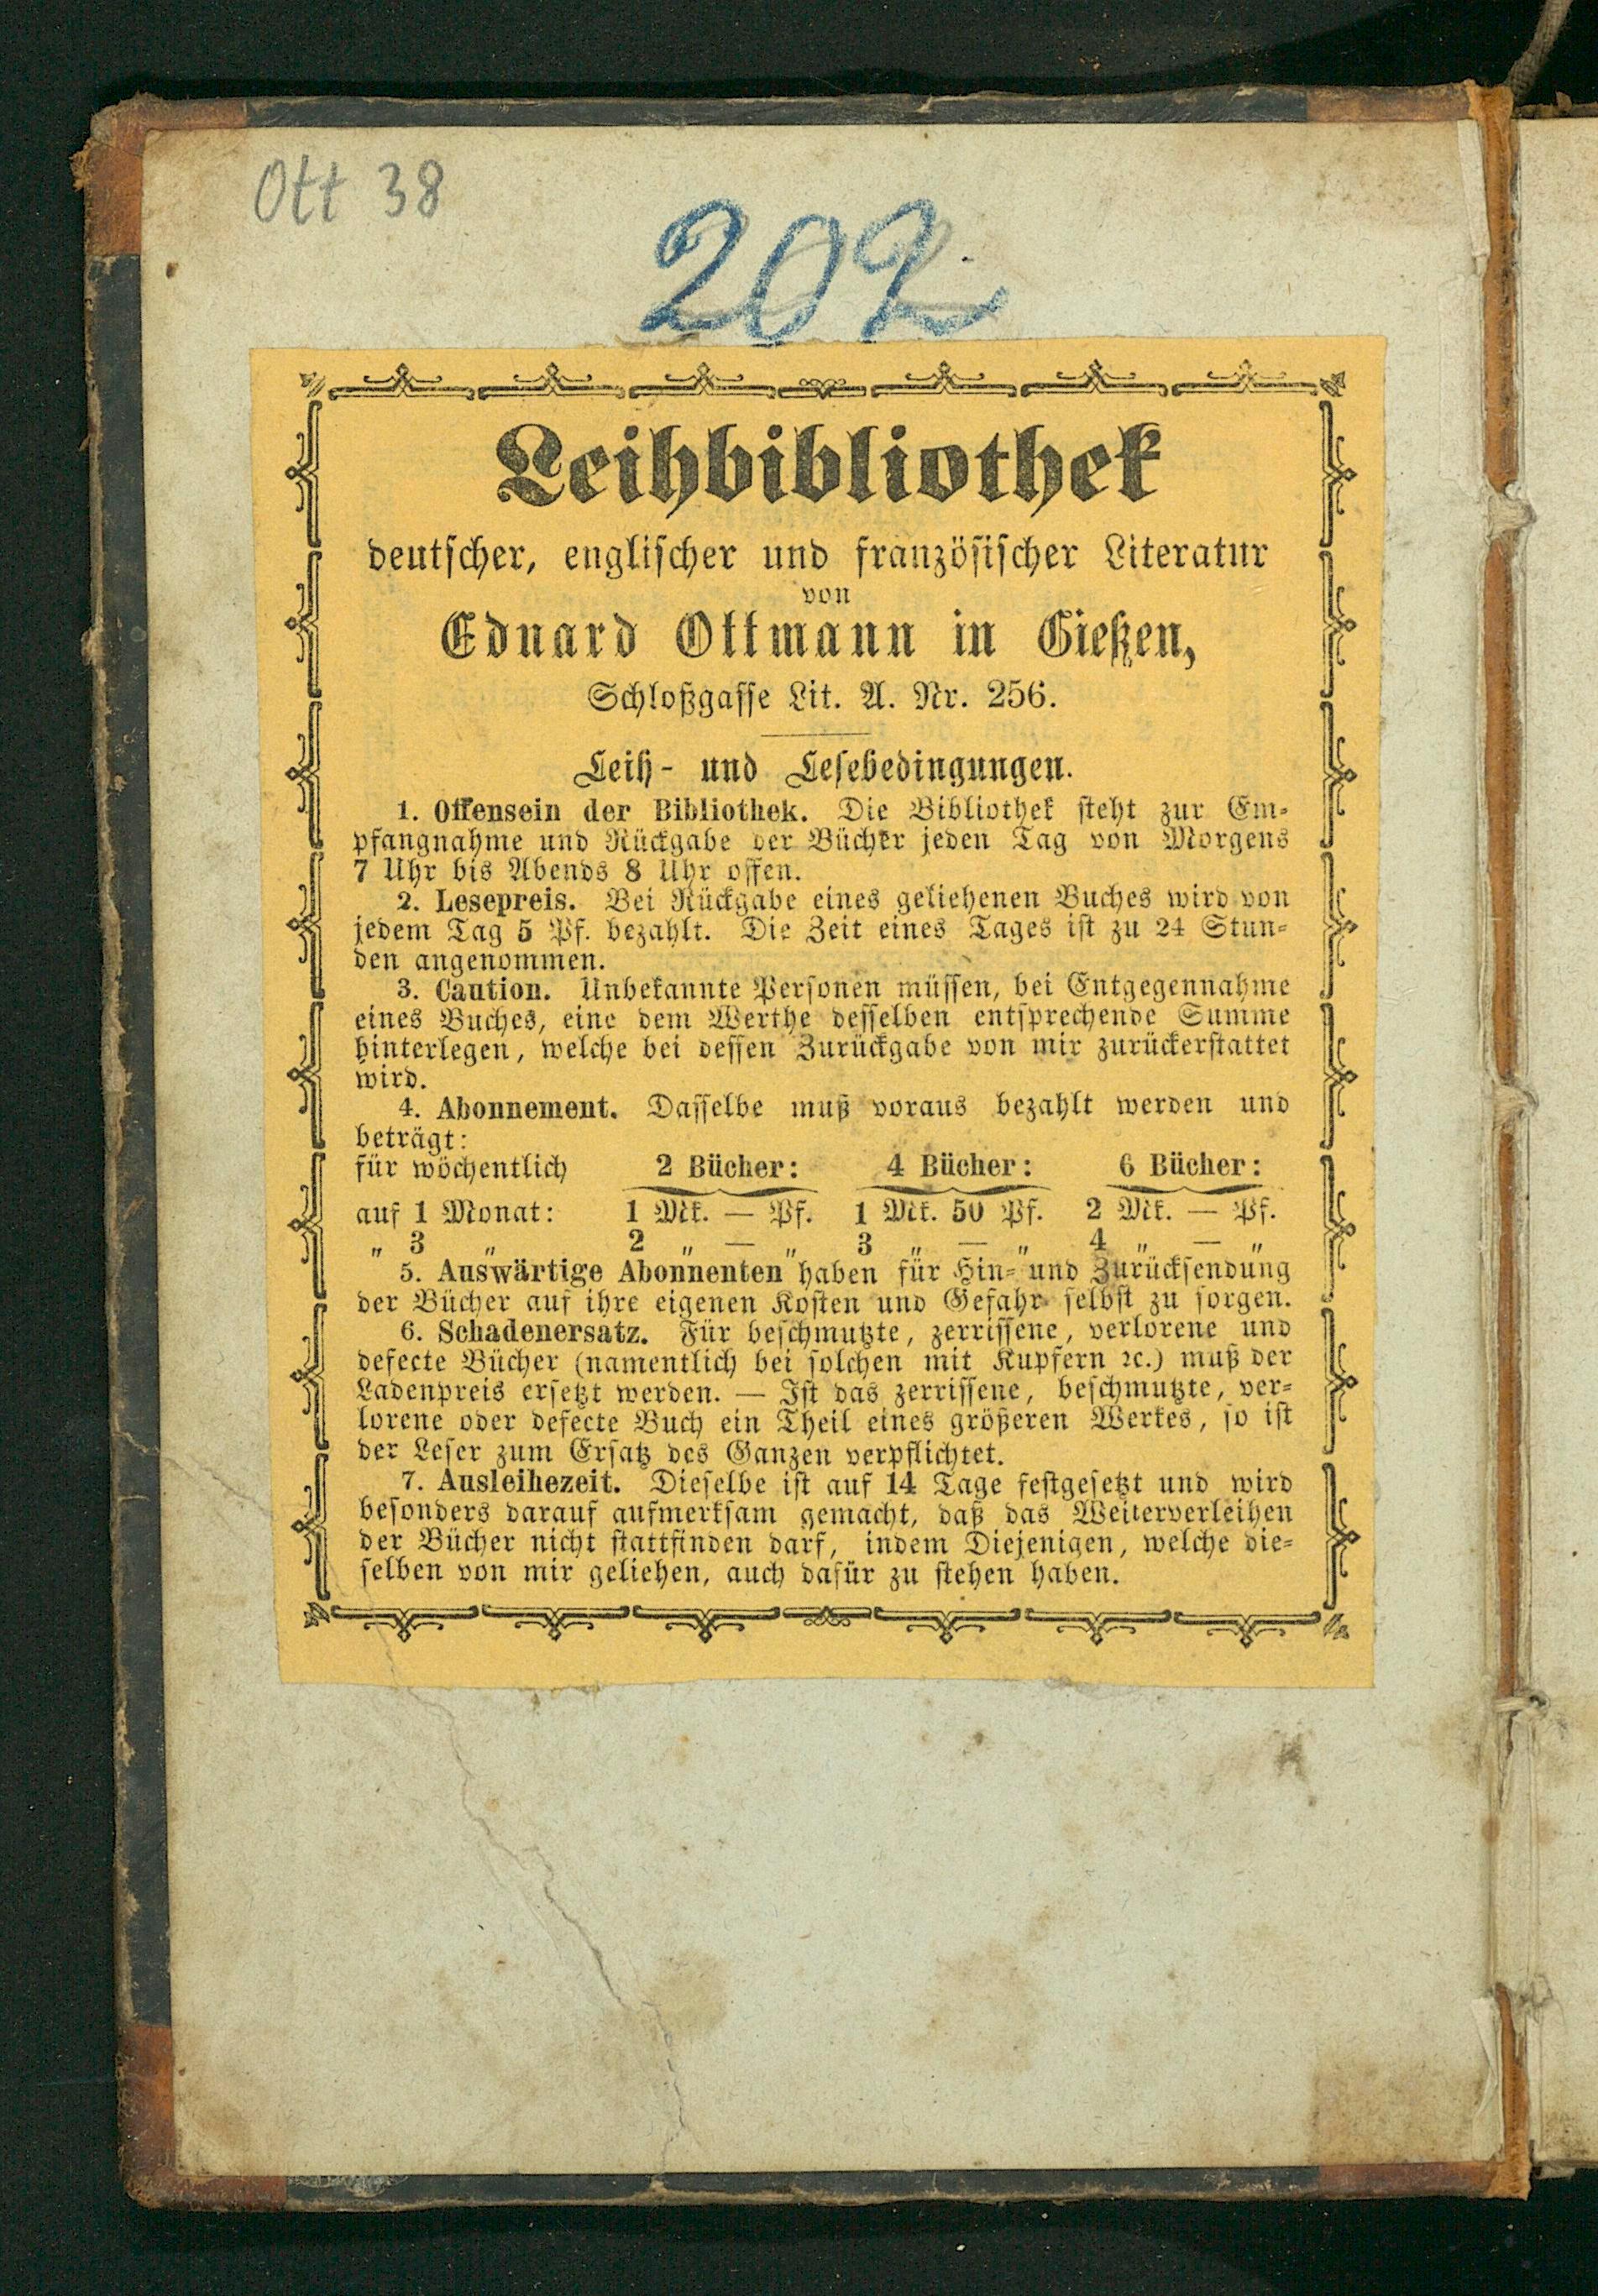 Ott 38
202
Leihbibliothek
deutscher, englischer und französischer Literatur
von
Eduard Ottmann in Gießen,
Schloßgasse Lit. A. Nr. 256.
Leih- und Lesebedingungen.
1. Offensein der Bibliothek. Die Bibliothek steht zur Em-
pfangnahme und Rückgabe der Bücher jeden Tag von Morgens
7 Uhr bis Abends 8 Uhr offen.
2. Lesepreis. Bei Rückgabe eines geliehenen Buches wird von
jedem Tag 5 Pf. bezahlt. Die Zeit eines Tages ist zu 24 Stun-
den angenommen.
3. Caution. Unbekannte Personen müssen, bei Entgegennahme
eines Buches, eine dem Werthe desselben entsprechende Summe
hinterlegen, welche bei dessen Zurückgabe von mir zurückerstattet
wird.
4. Abonnement. Dasselbe muß voraus bezahlt werden und
beträgt:
für wöchentlich 2 Bücher: 4 Bücher: 6 Bücher:
auf 1 Monat: 1 Mk. — Pf. 1 Mk. 50 Pf. 2 Mk. — Pf.
„ 3 „ 2 „ — „ 3 „ — „ 4 „ — „
5. Auswärtige Abonnenten haben für Hin- und Zurücksendung
der Bücher auf ihre eigenen Kosten und Gefahr selbst zu sorgen.
6. Schadenersatz. Für beschmutzte, zerrissene, verlorene und
defecte Bücher (namentlich bei solchen mit Kupfern ꝛc.) muß der
Ladenpreis ersetzt werden. — Ist das zerrissene, beschmutzte, ver-
lorene oder defecte Buch ein Theil eines größeren Werkes, so ist
der Leser zum Ersatz des Ganzen verpflichtet.
7. Ausleihezeit. Dieselbe ist auf 14 Tage festgesetzt und wird
besonders darauf aufmerksam gemacht, daß das Weiterverleihen
der Bücher nicht stattfinden darf, indem Diejenigen, welche die-
selben von mir geliehen, auch dafür zu stehen haben.